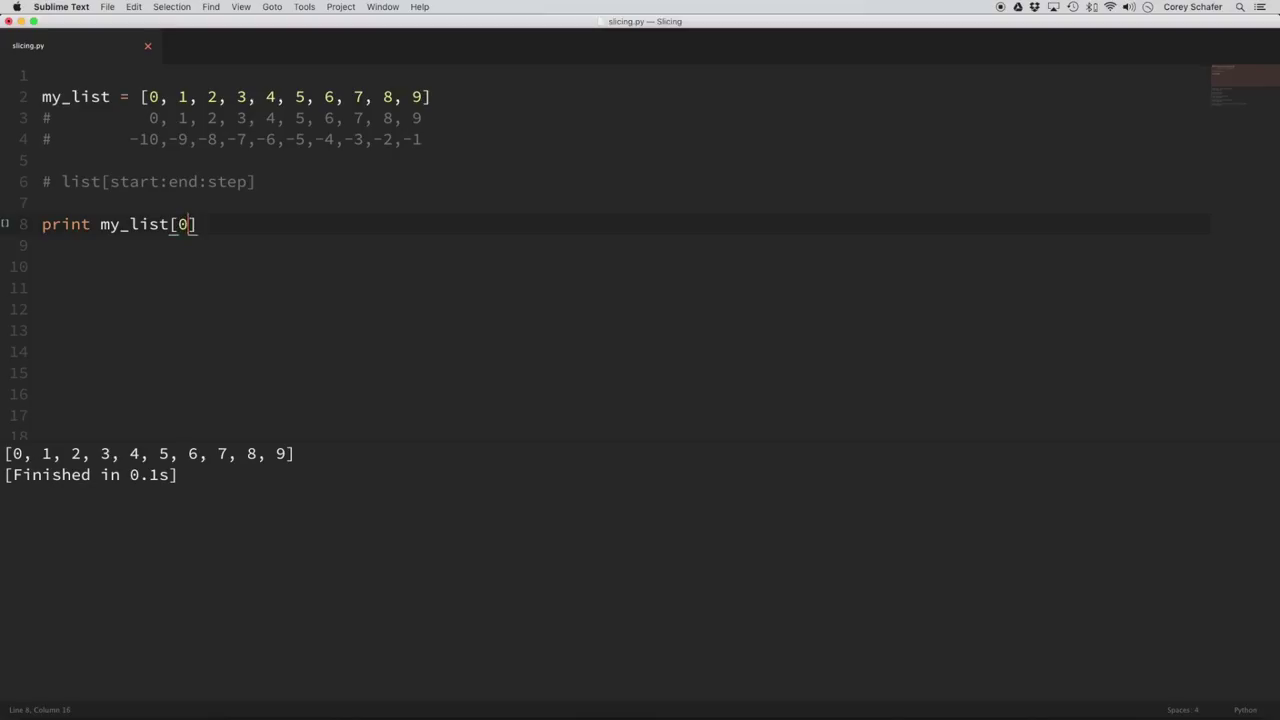 Sublime Text File Edit Selection Find View Goto Tools Project Window Help Corey Schafer
slicing.py — Slicing
slicing.py
1
2 my_list = [0, 1, 2, 3, 4, 5, 6, 7, 8, 9]
3 # 0, 1, 2, 3, 4, 5, 6, 7, 8, 9
4 # -10,-9,-8,-7,-6,-5,-4,-3,-2,-1
5
6 # list[start:end:step]
7
8 print my_list[0]
9
10
11
12
13
14
15
16
17
18
[0, 1, 2, 3, 4, 5, 6, 7, 8, 9]
[Finished in 0.1s]
Line 8, Column 16 Spaces: 4 Python